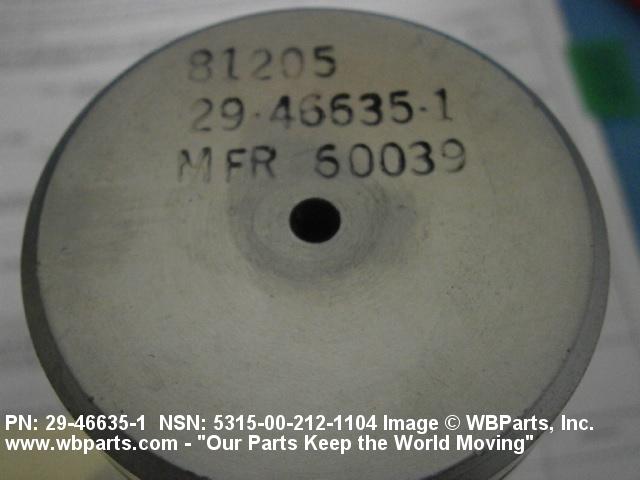 81205
29-46635-1
MFR 60039
PN: 29-46635-1 NSN: 5315-00-212-1104 Image © WBParts, Inc.
www.wbparts.com - "Our Parts Keep the World Moving"